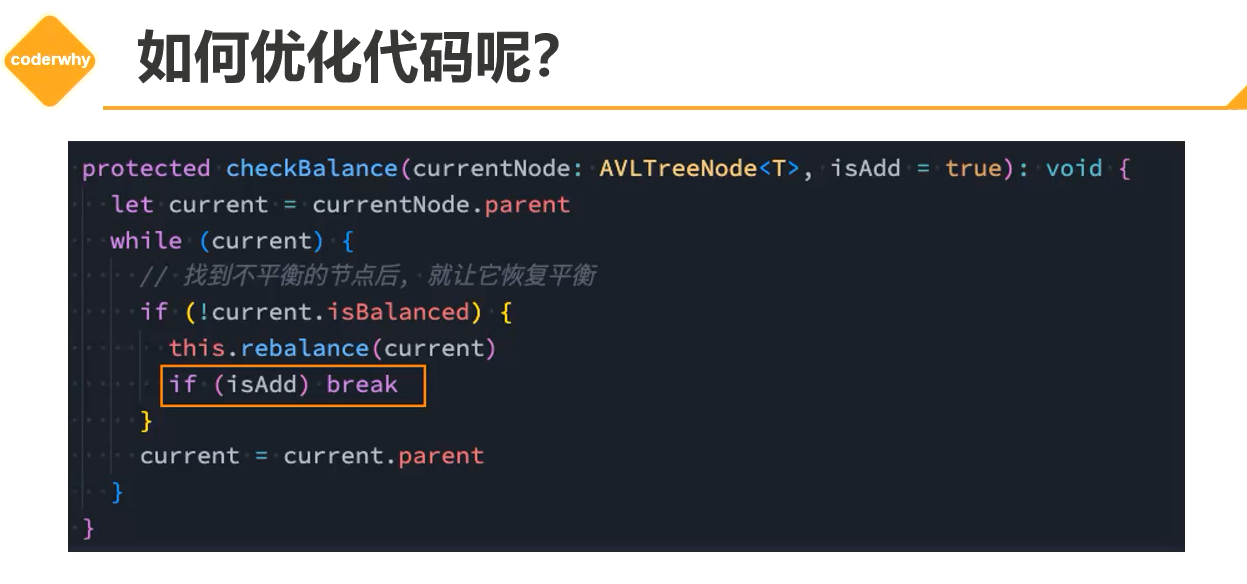 coderwhy
如何优化代码呢？
protected checkBalance(currentNode: AVLTreeNode<T>, isAdd = true): void {
let current = currentNode.parent
while (current) {
// 找到不平衡的节点后，就让它恢复平衡
if (!current.isBalanced) {
this.rebalance(current)
if (isAdd) break
}
current = current.parent
}
}